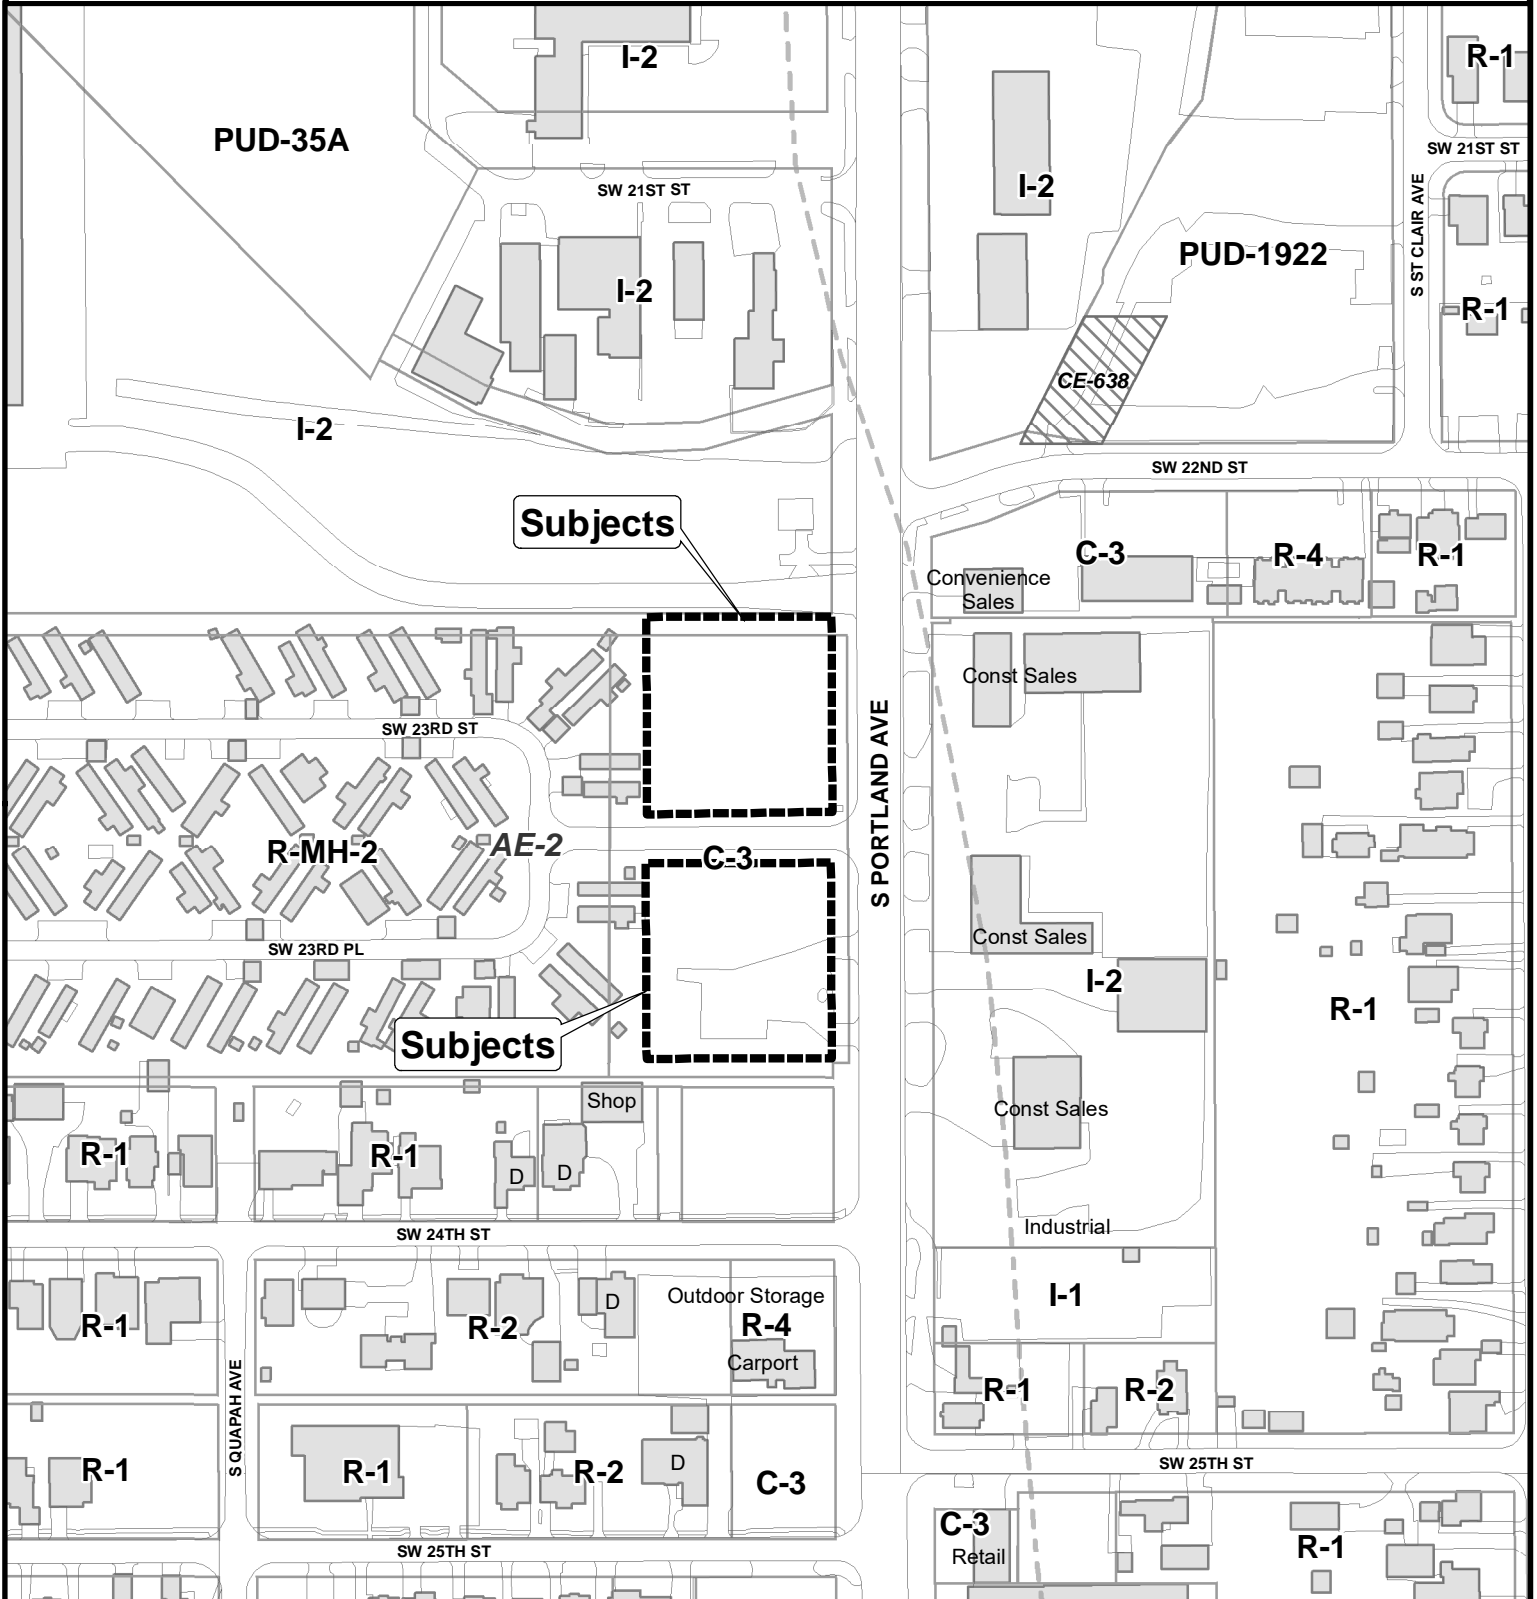 I-2
R-1
PUD-35A
SW 21ST ST
SW 21ST ST
I-2
S ST CLAIR AVE
PUD-1922
I-2
R-1
CE-638
I-2
SW 22ND ST
Subjects
C-3
R-4
R-1
Convenience
Sales
Const Sales
SW 23RD ST
S PORTLAND AVE
R-MH-2
AE-2
C-3
Const Sales
SW 23RD PL
I-2
R-1
Subjects
Shop
Const Sales
R-1
R-1
D
D
Industrial
SW 24TH ST
Outdoor Storage
I-1
D
R-1
R-2
R-4
Carport
R-1
R-2
S QUAPAH AVE
SW 25TH ST
R-1
R-1
R-2
D
C-3
C-3
Retail
R-1
SW 25TH ST